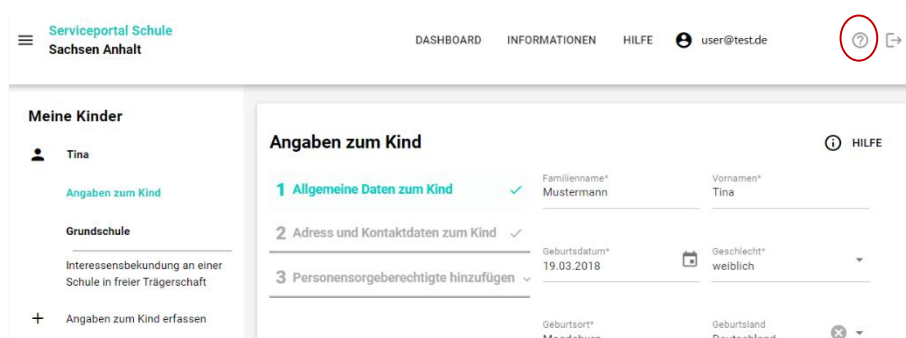 Serviceportal Schule
Sachsen Anhalt
DASHBOARD INFORMATIONEN HILFE user@test.de
Meine Kinder
Tina
Angaben zum Kind
Grundschule
Interessensbekundung an einer
Schule in freier Trägerschaft
+ Angaben zum Kind erfassen
Angaben zum Kind
HILFE
1 Allgemeine Daten zum Kind
2 Adress und Kontaktdaten zum Kind
3 Personensorgeberechtigte hinzufügen
Familienname*
Mustermann
Vornamen*
Tina
Geburtsdatum*
19.03.2018
Geschlecht*
weiblich
Geburtsort*
Geburtsland
Deutschland